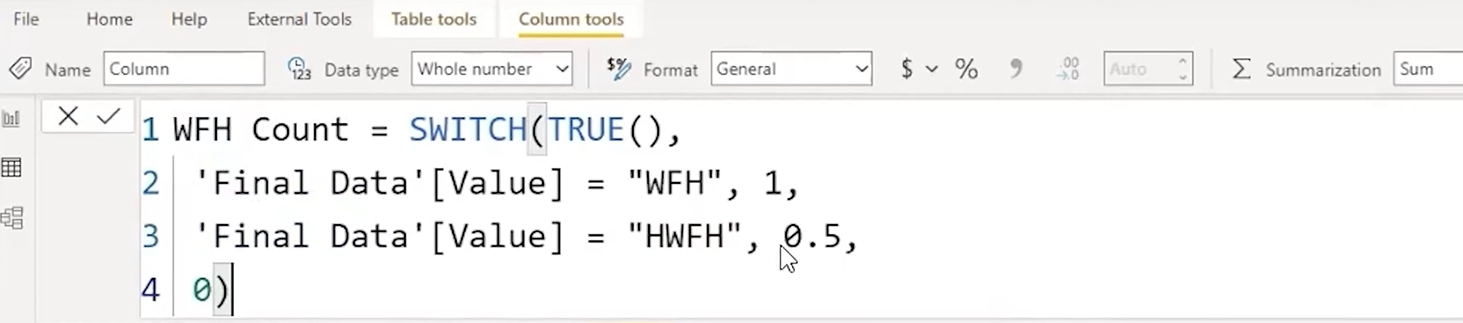 File Home Help External Tools Table tools Column tools
Name Column Data type Whole number Format General $ % Auto Summarization Sum
1 WFH Count = SWITCH(TRUE(),
2 'Final Data'[Value] = "WFH", 1,
3 'Final Data'[Value] = "HWFH", 0.5,
4 0)